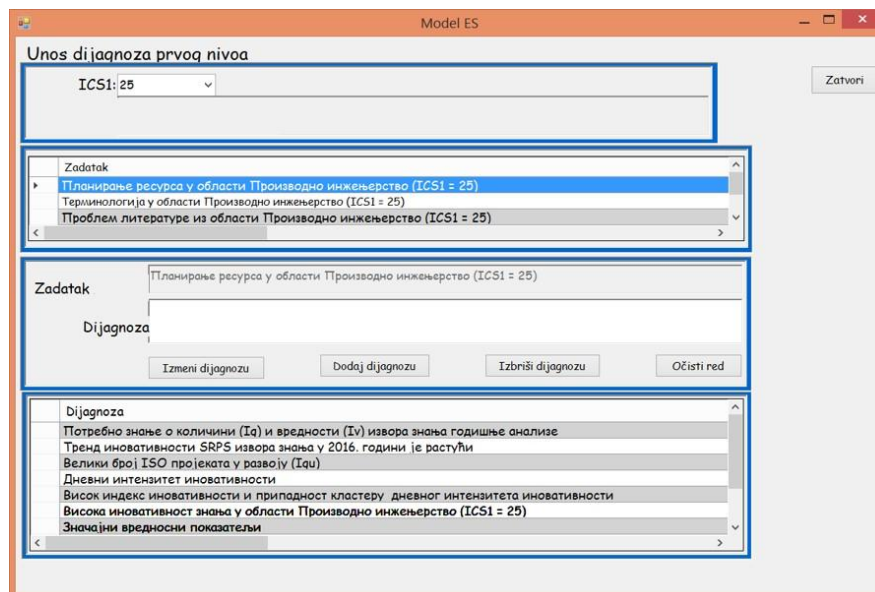 Model ES
Unos dijagnoza prvog nivoa
ICS1: 25
Zatvori
Zadatak
Планирање ресурса у области Производно инжењерство (ICS1 = 25)
Терминологија у области Производно инжењерство (ICS1 = 25)
Проблем литературе из области Производно инжењерство (ICS1 = 25)
Zadatak
Планирање ресурса у области Производно инжењерство (ICS1 = 25)
Dijagnoza
Izmeni dijagnozu
Dodaj dijagnozu
Izbriši dijagnozu
Očisti red
Dijagnoza
Потребно знање о количини (Iq) и вредности (Iv) извора знања годишње анализе
Тренд иновативности SRPS извора знања у 2016. години је растући
Велики број ISO пројеката у развоју (Iqu)
Дневни интензитет иновативности
Висок индекс иновативности и припадност кластеру дневног интензитета иновативности
Висока иновативност знања у области Производно инжењерство (ICS1 = 25)
Значајни вредносни показатељи